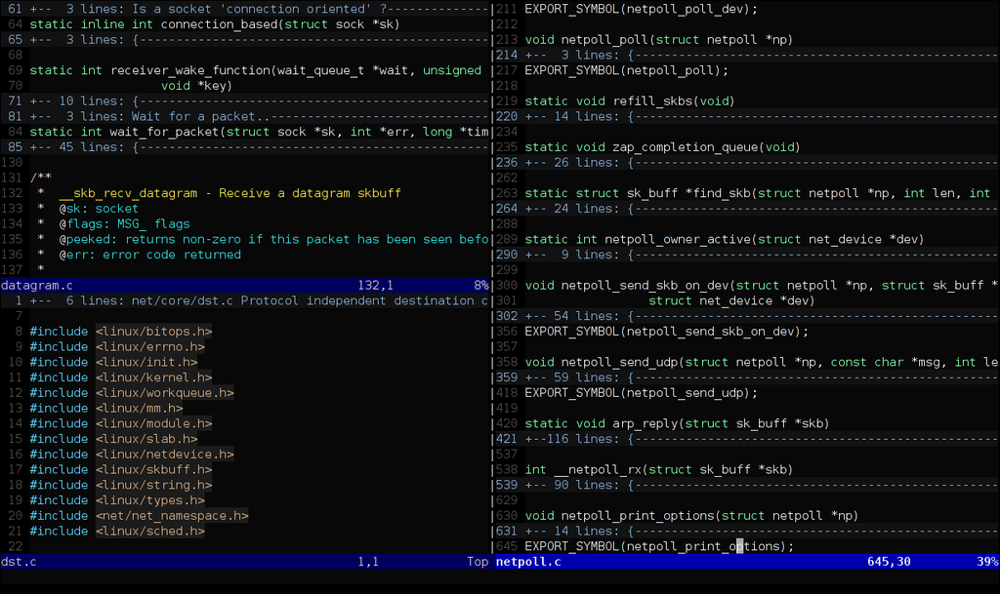 61 +--  3 lines: Is a socket 'connection oriented' ?--------------
64 static inline int connection_based(struct sock *sk)
65 +--  3 lines: {------------------------------------------------
68
69 static int receiver_wake_function(wait_queue_t *wait, unsigned
70                   void *key)
71 +-- 10 lines: {------------------------------------------------
81 +--  3 lines: Wait for a packet..------------------------------
84 static int wait_for_packet(struct sock *sk, int *err, long *tim
85 +-- 45 lines: {------------------------------------------------
130
131 /**
132  *  __skb_recv_datagram - Receive a datagram skbuff
133  *  @sk: socket
134  *  @flags: MSG_ flags
135  *  @peeked: returns non-zero if this packet has been seen befo
136  *  @err: error code returned
137  *
datagram.c 132,1 8%
1 +--  6 lines: net/core/dst.c Protocol independent destination c
7
8 #include <linux/bitops.h>
9 #include <linux/errno.h>
10 #include <linux/init.h>
11 #include <linux/kernel.h>
12 #include <linux/workqueue.h>
13 #include <linux/mm.h>
14 #include <linux/module.h>
15 #include <linux/slab.h>
16 #include <linux/netdevice.h>
17 #include <linux/skbuff.h>
18 #include <linux/string.h>
19 #include <linux/types.h>
20 #include <net/net_namespace.h>
21 #include <linux/sched.h>
22
dst.c 1,1 Top
211 EXPORT_SYMBOL(netpoll_poll_dev);
212
213 void netpoll_poll(struct netpoll *np)
214 +--  3 lines: {--------------------------------------------------
217 EXPORT_SYMBOL(netpoll_poll);
218
219 static void refill_skbs(void)
220 +-- 14 lines: {--------------------------------------------------
234
235 static void zap_completion_queue(void)
236 +-- 26 lines: {--------------------------------------------------
262
263 static struct sk_buff *find_skb(struct netpoll *np, int len, int
264 +-- 24 lines: {--------------------------------------------------
288
289 static int netpoll_owner_active(struct net_device *dev)
290 +--  9 lines: {--------------------------------------------------
299
300 void netpoll_send_skb_on_dev(struct netpoll *np, struct sk_buff *
301                  struct net_device *dev)
302 +-- 54 lines: {--------------------------------------------------
356 EXPORT_SYMBOL(netpoll_send_skb_on_dev);
357
358 void netpoll_send_udp(struct netpoll *np, const char *msg, int le
359 +-- 59 lines: {--------------------------------------------------
418 EXPORT_SYMBOL(netpoll_send_udp);
419
420 static void arp_reply(struct sk_buff *skb)
421 +--116 lines: {--------------------------------------------------
537
538 int __netpoll_rx(struct sk_buff *skb)
539 +-- 90 lines: {--------------------------------------------------
629
630 void netpoll_print_options(struct netpoll *np)
631 +-- 14 lines: {--------------------------------------------------
645 EXPORT_SYMBOL(netpoll_print_options);
netpoll.c 645,30 39%